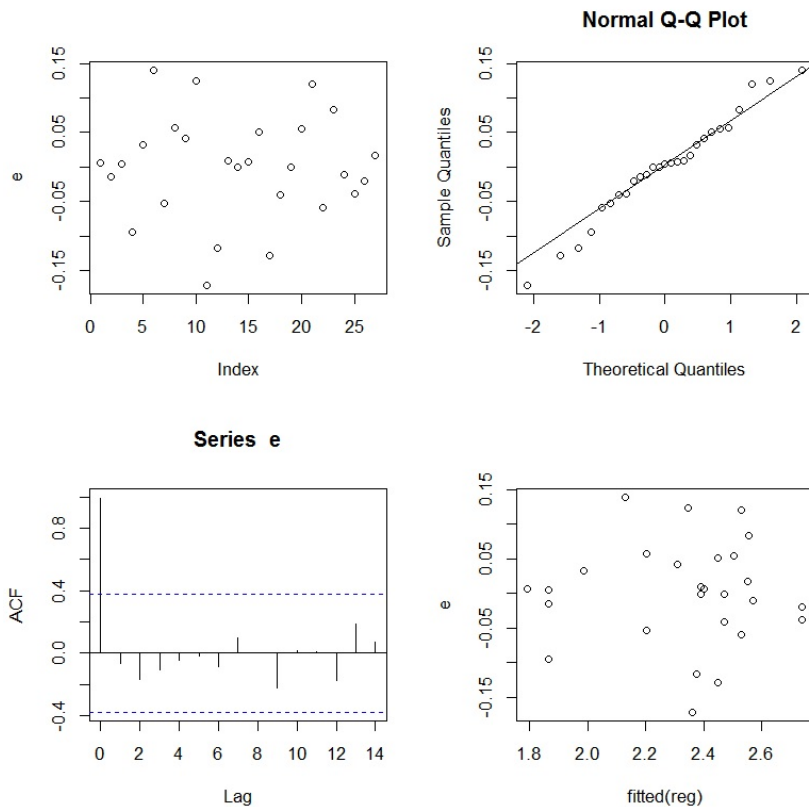 e
0.15
0.05
-0.05
-0.15
0 5 10 15 20 25
Index
Normal Q-Q Plot
Sample Quantiles
0.15
0.05
-0.05
-0.15
-2 -1 0 1 2
Theoretical Quantiles
Series e
ACF
0.8
0.4
0.0
-0.4
0 2 4 6 8 10 12 14
Lag
e
0.15
0.05
-0.05
-0.15
1.8 2.0 2.2 2.4 2.6
fitted(reg)